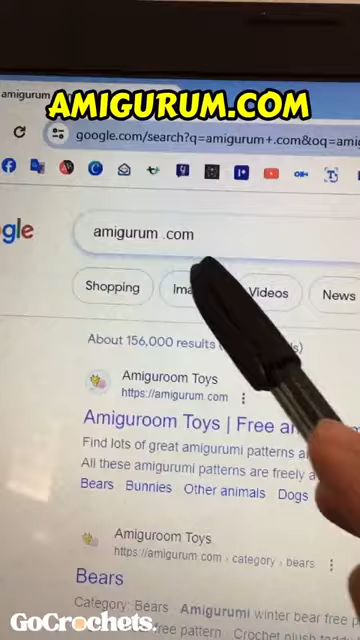 amigurum
AMIGURUM.COM
google.com/search?q=amigurum+.com&oq=amig
gle
amigurum .com
Shopping
Videos
News
About 156,000 results
Amiguroom Toys
https://amigurum.com
Amiguroom Toys | Free a
Find lots of great amigurumi patterns a
All these amigurumi patterns are freely a
Bears Bunnies Other animals Dogs
Amiguroom Toys
https://amigurum.com › category › bears
Bears
Category: Bears Amigurumi winter bear free p
free pattern Crochet plush
GoCrochets.